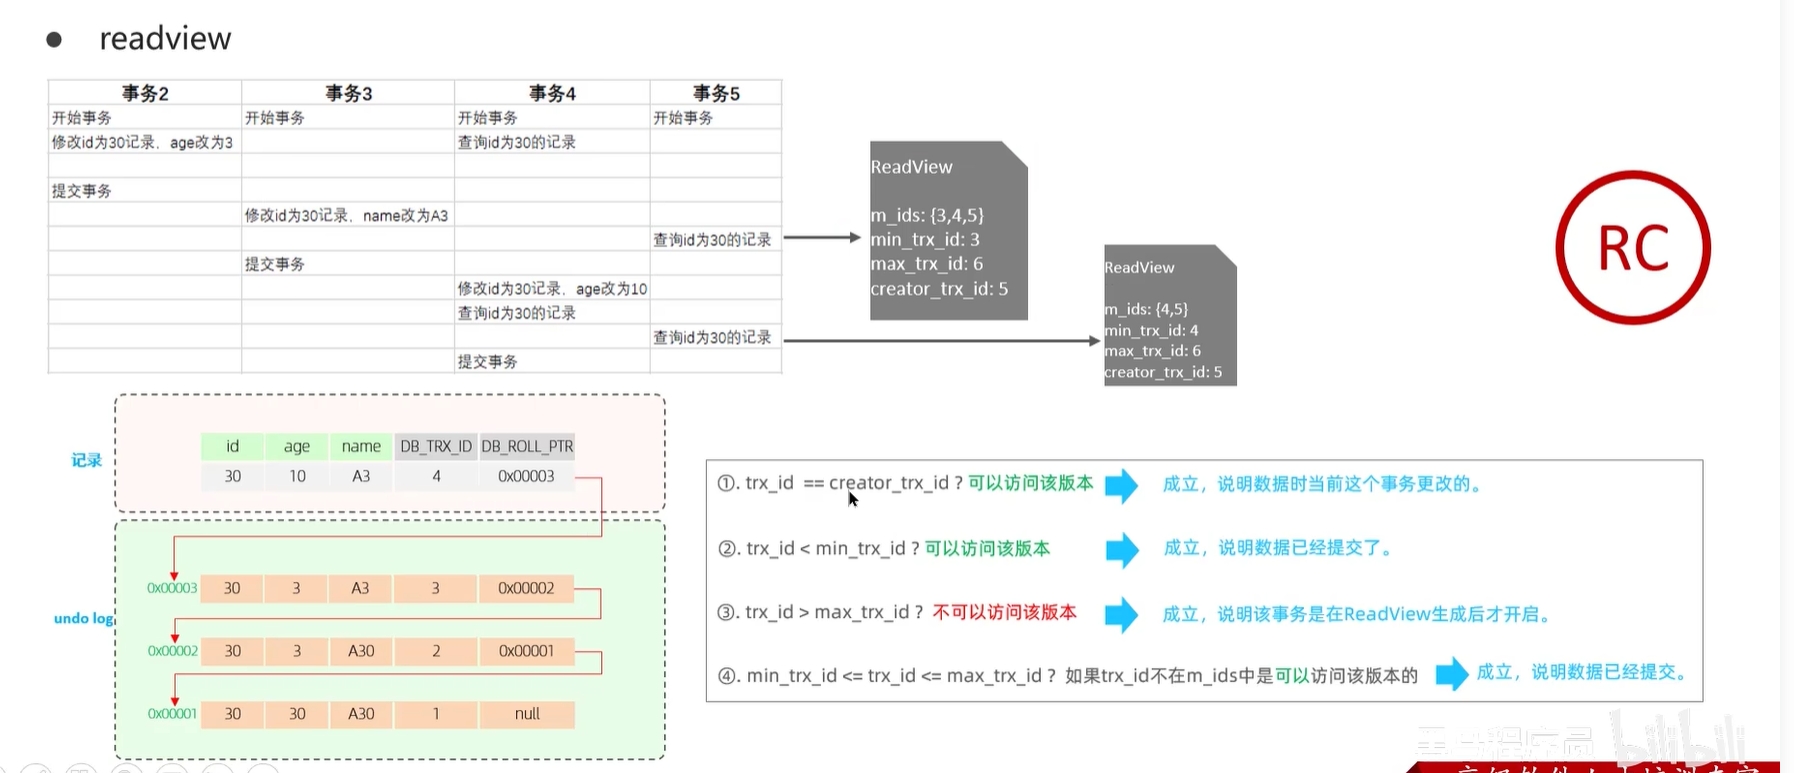 ● readview
事务2 事务3 事务4 事务5
开始事务 开始事务 开始事务 开始事务
修改id为30记录，age改为3 查询id为30的记录
提交事务
修改id为30记录，name改为A3
查询id为30的记录
提交事务
修改id为30记录，age改为10
查询id为30的记录
查询id为30的记录
提交事务
ReadView
m_ids: {3,4,5}
min_trx_id: 3
max_trx_id: 6
creator_trx_id: 5
ReadView
m_ids: {4,5}
min_trx_id: 4
max_trx_id: 6
creator_trx_id: 5
RC
记录
id age name DB_TRX_ID DB_ROLL_PTR
30 10 A3 4 0x00003
undo log
0x00003 30 3 A3 3 0x00002
0x00002 30 3 A30 2 0x00001
0x00001 30 30 A30 1 null
①. trx_id == creator_trx_id ? 可以访问该版本 成立，说明数据时当前这个事务更改的。
②. trx_id < min_trx_id ? 可以访问该版本 成立，说明数据已经提交了。
③. trx_id > max_trx_id ? 不可以访问该版本 成立，说明该事务是在ReadView生成后才开启。
④. min_trx_id <= trx_id <= max_trx_id ? 如果trx_id不在m_ids中是可以访问该版本的 成立，说明数据已经提交。
bilibili